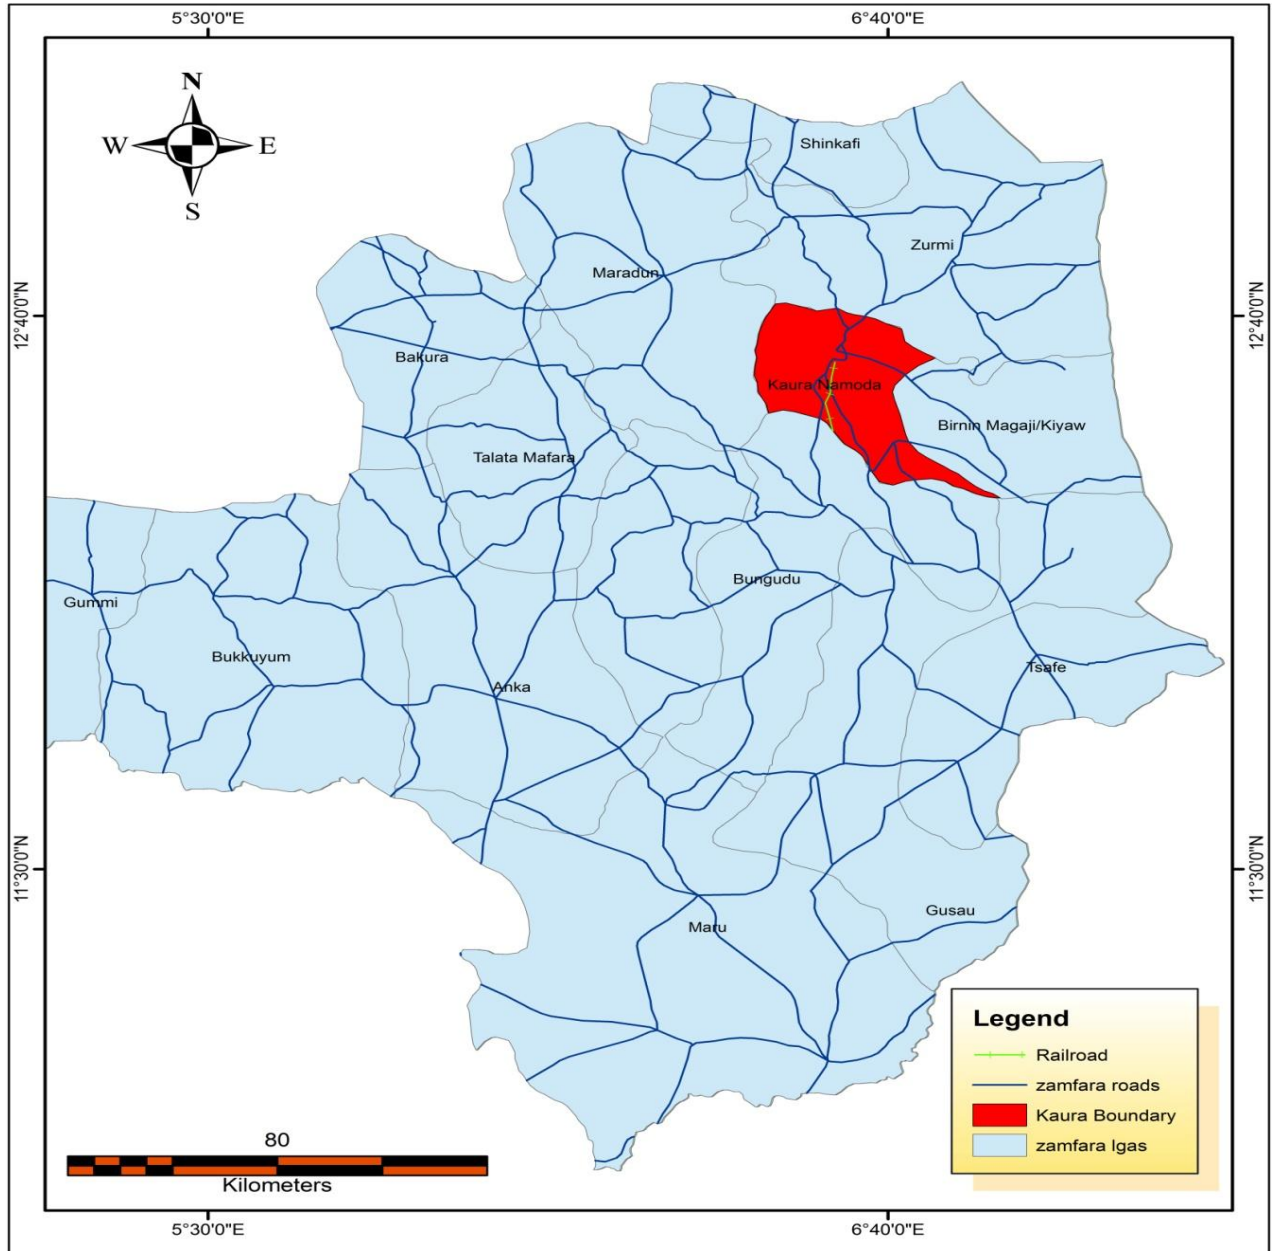 5°30'0"E
6°40'0"E
N
W
E
S
Shinkafi
Zurmi
Maradun
12°40'0"N
12°40'0"N
Bakura
Kaura Namoda
Birnin Magaji/Kiyaw
Talata Mafara
Bungudu
Gummi
Bukkuyum
Tsafe
Anka
11°30'0"N
11°30'0"N
Gusau
Maru
Legend
Railroad
zamfara roads
Kaura Boundary
zamfara lgas
80
Kilometers
5°30'0"E
6°40'0"E